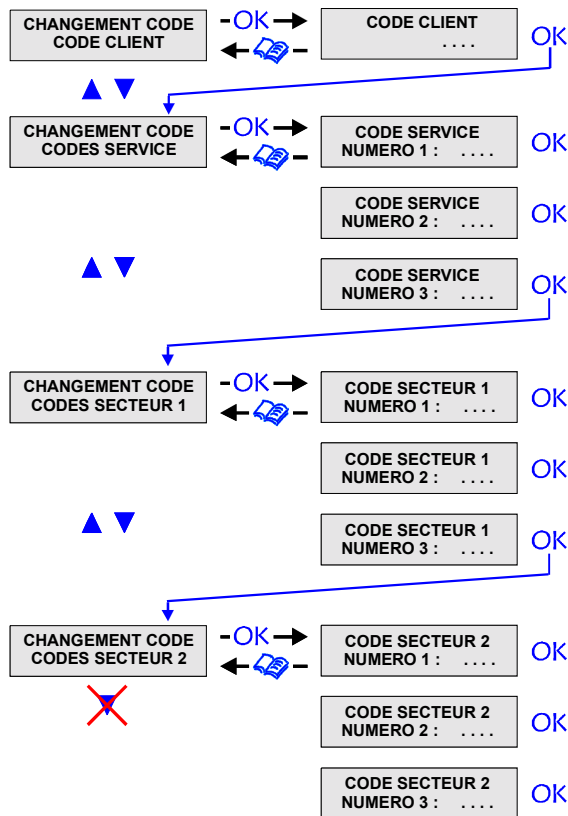 CHANGEMENT CODE
CODE CLIENT
OK
CODE CLIENT
. . . .
OK
CHANGEMENT CODE
CODES SERVICE
OK
CODE SERVICE
NUMERO 1 : . . . .
OK
CODE SERVICE
NUMERO 2 : . . . .
OK
CODE SERVICE
NUMERO 3 : . . . .
OK
CHANGEMENT CODE
CODES SECTEUR 1
OK
CODE SECTEUR 1
NUMERO 1 : . . . .
OK
CODE SECTEUR 1
NUMERO 2 : . . . .
OK
CODE SECTEUR 1
NUMERO 3 : . . . .
OK
CHANGEMENT CODE
CODES SECTEUR 2
OK
CODE SECTEUR 2
NUMERO 1 : . . . .
OK
CODE SECTEUR 2
NUMERO 2 : . . . .
OK
CODE SECTEUR 2
NUMERO 3 : . . . .
OK